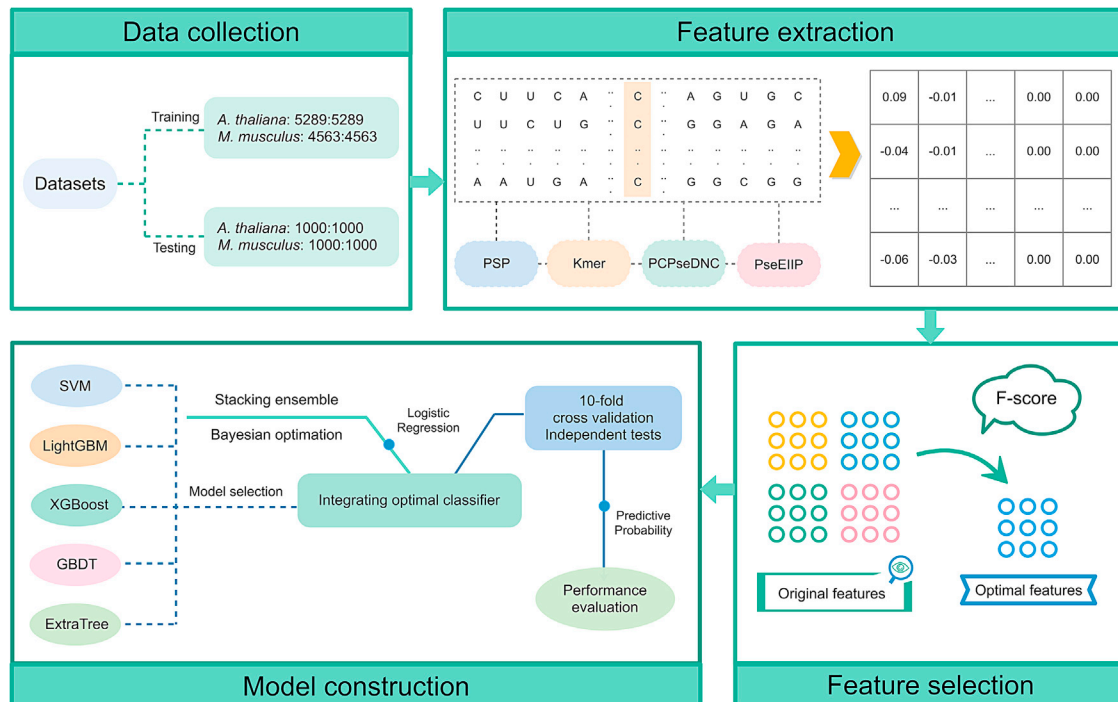 Data collection
Datasets
Training
A. thaliana: 5289:5289
M. musculus: 4563:4563
Testing
A. thaliana: 1000:1000
M. musculus: 1000:1000
Feature extraction
C U U C A .. . C .. . A G U G C
U U C U G .. . C .. . G G A G A
.. .. .. .. .. .. .. .. .. .. ..
A A U G A .. . C .. . G G C G G
PSP
Kmer
PCPseDNC
PseEIIP
0.09 -0.01 ... 0.00 0.00
-0.04 -0.01 ... 0.00 0.00
... ... ... ... ...
-0.06 -0.03 ... 0.00 0.00
SVM
LightGBM
XGBoost
GBDT
ExtraTree
Stacking ensemble
Bayesian optimation
Model selection
Logistic
Regression
Integrating optimal classifier
10-fold
cross validation
Independent tests
Predictive
Probability
Performance
evaluation
Model construction
F-score
Original features
Optimal features
Feature selection